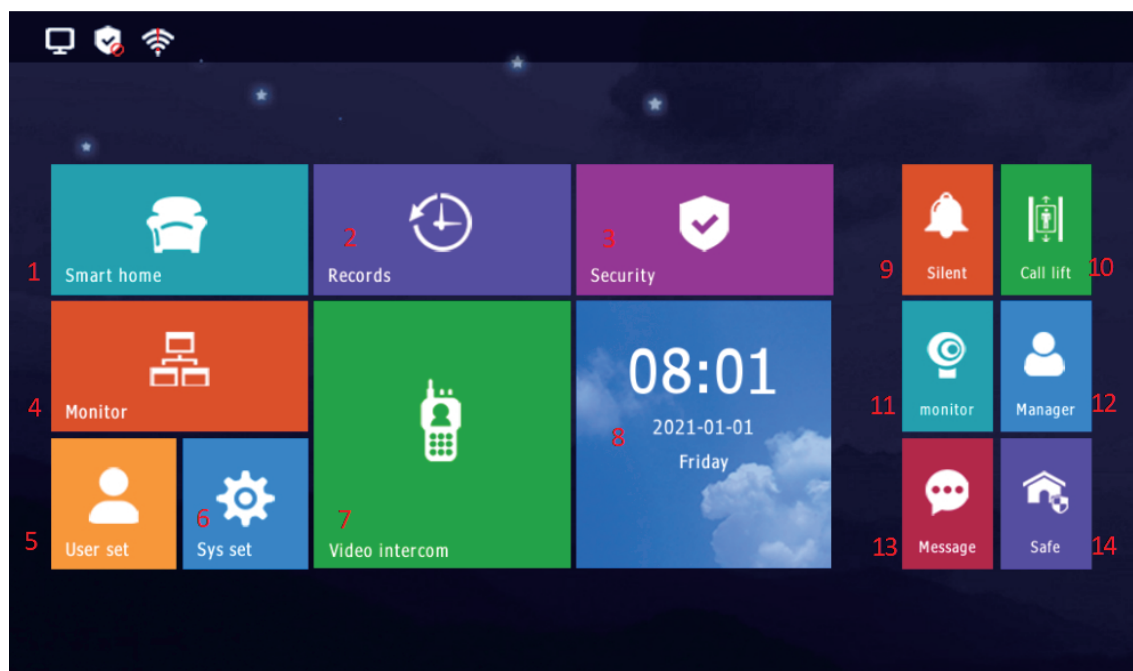 1 Smart home
2 Records
3 Security
9 Silent
Call lift 10
4 Monitor
7 Video intercom
08:01
8 2021-01-01
Friday
11 monitor
Manager 12
5 User set
6 Sys set
13 Message
Safe 14